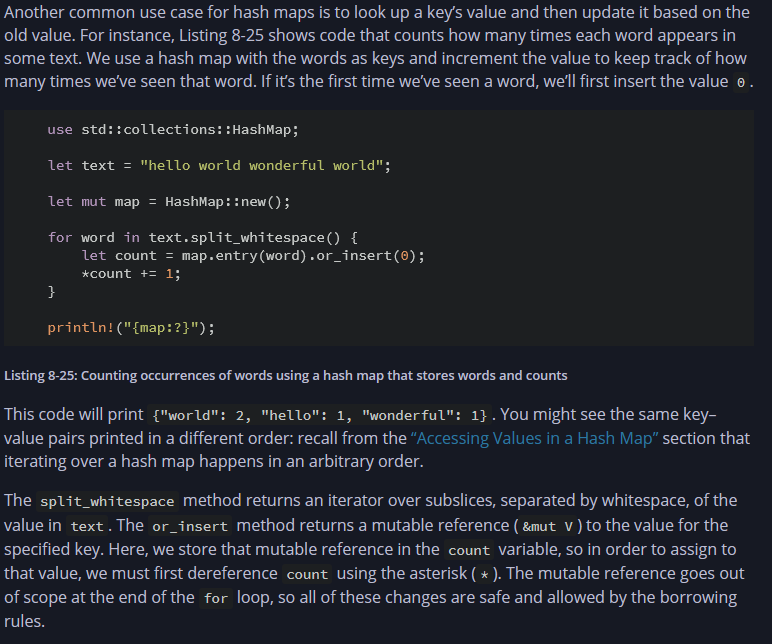 Another common use case for hash maps is to look up a key’s value and then update it based on the
old value. For instance, Listing 8-25 shows code that counts how many times each word appears in
some text. We use a hash map with the words as keys and increment the value to keep track of how
many times we’ve seen that word. If it’s the first time we’ve seen a word, we’ll first insert the value 0 .
use std::collections::HashMap;
let text = "hello world wonderful world";
let mut map = HashMap::new();
for word in text.split_whitespace() {
    let count = map.entry(word).or_insert(0);
    *count += 1;
}
println!("{map:?}");
Listing 8-25: Counting occurrences of words using a hash map that stores words and counts
This code will print {"world": 2, "hello": 1, "wonderful": 1} . You might see the same key–
value pairs printed in a different order: recall from the “Accessing Values in a Hash Map” section that
iterating over a hash map happens in an arbitrary order.
The split_whitespace method returns an iterator over subslices, separated by whitespace, of the
value in text . The or_insert method returns a mutable reference ( &mut V ) to the value for the
specified key. Here, we store that mutable reference in the count variable, so in order to assign to
that value, we must first dereference count using the asterisk ( * ). The mutable reference goes out
of scope at the end of the for loop, so all of these changes are safe and allowed by the borrowing
rules.